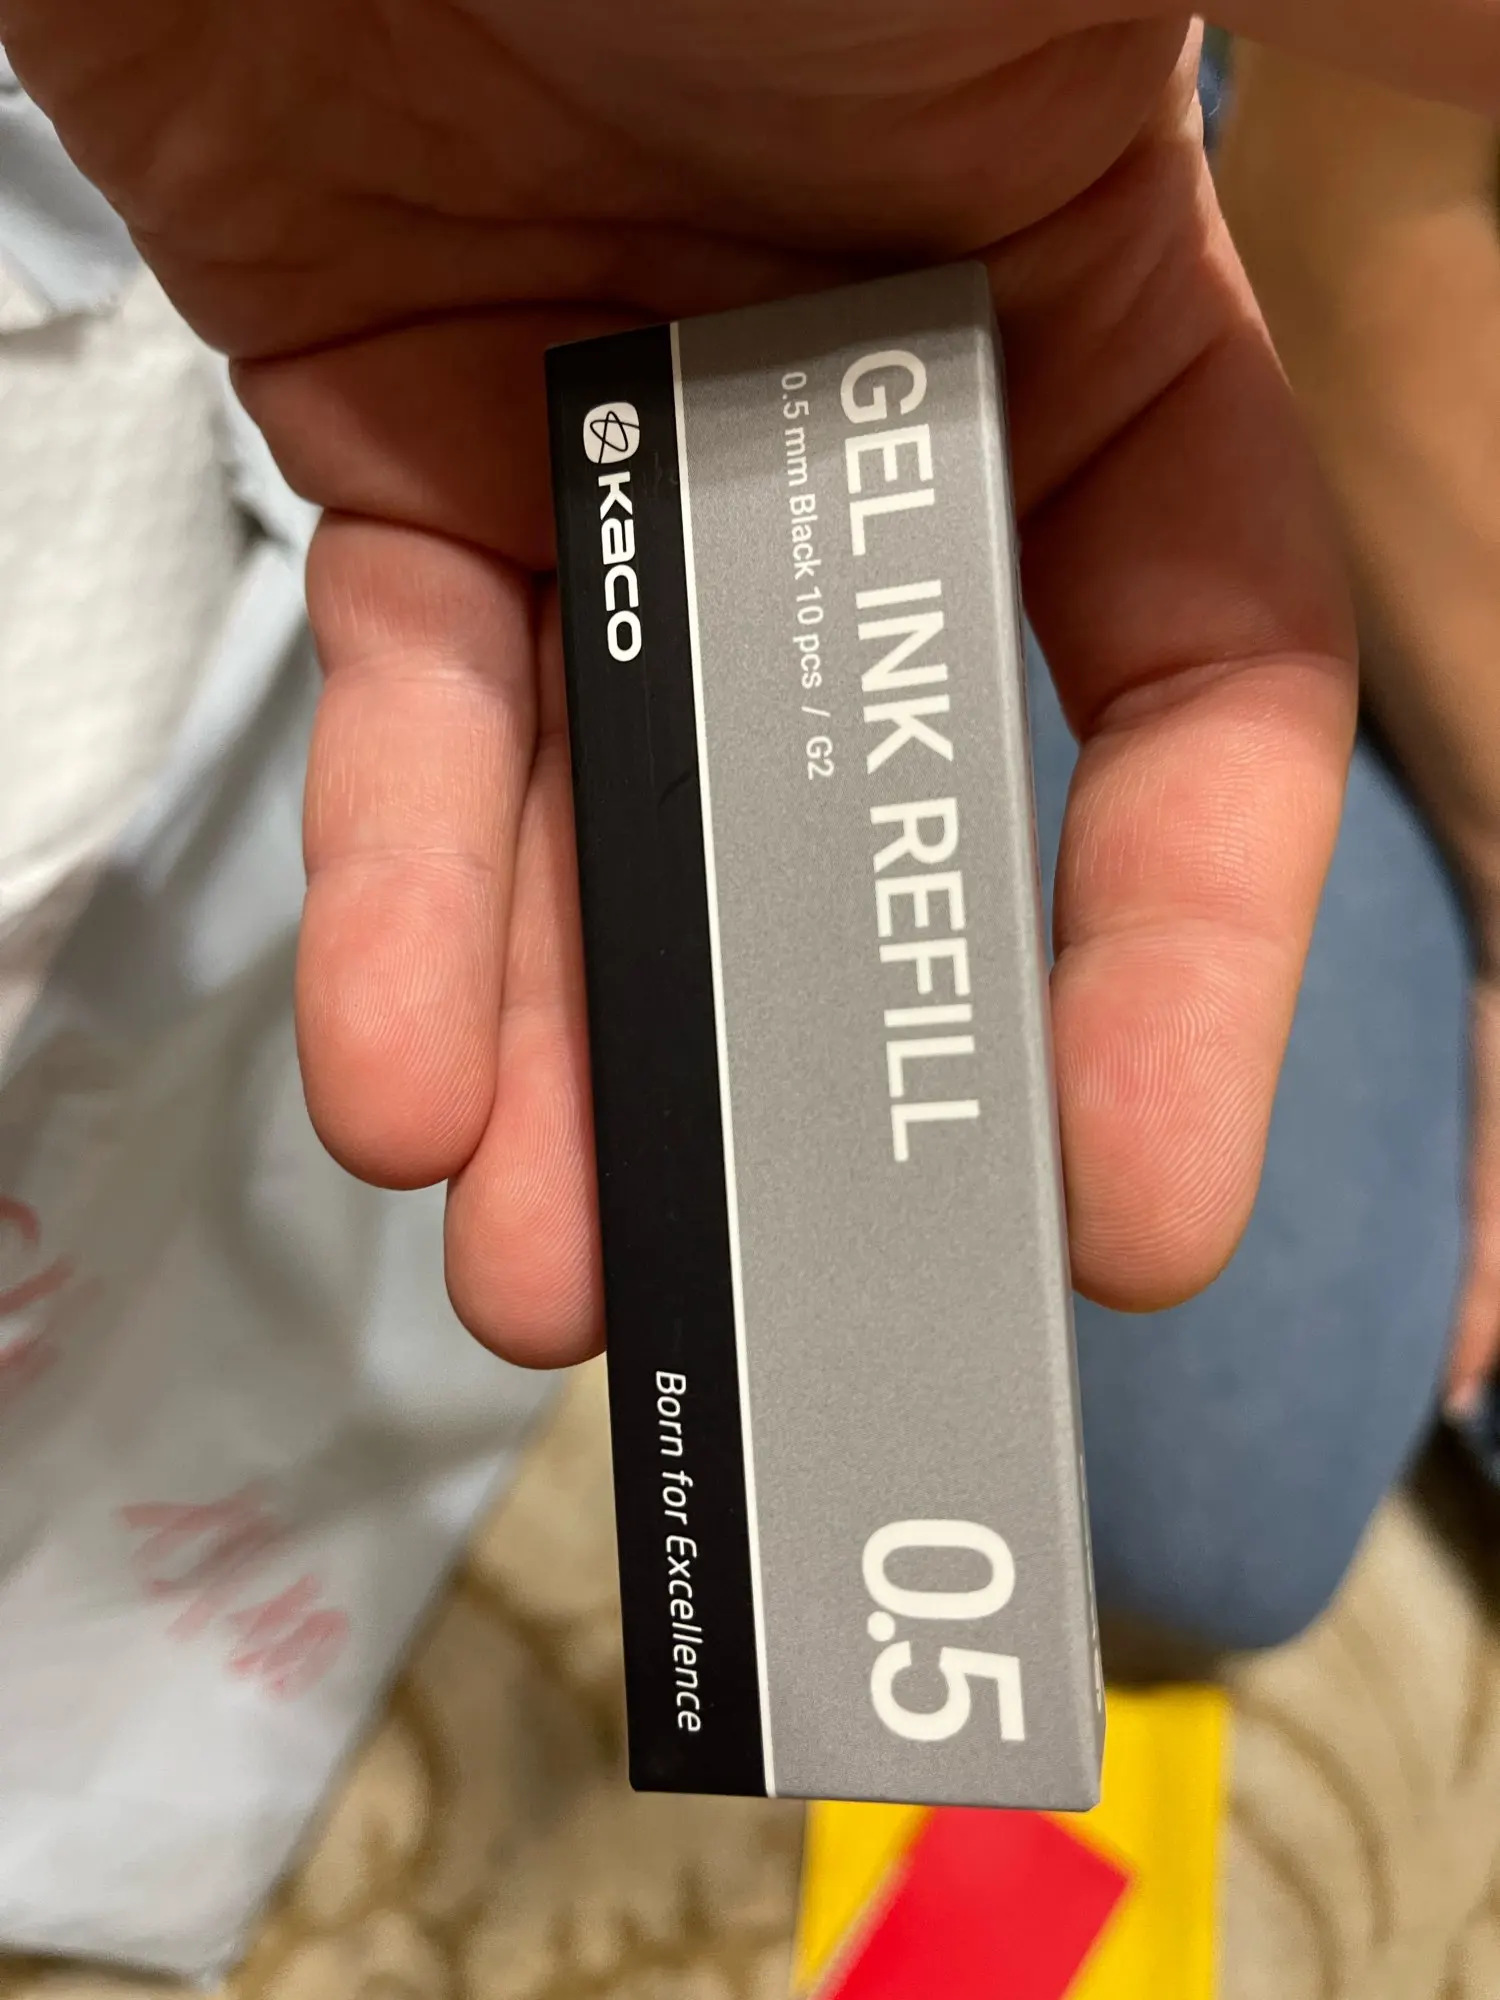 GEL INK REFILL
0.5 mm Black 10 pcs / G2
0.5
KACO
Born for Excellence